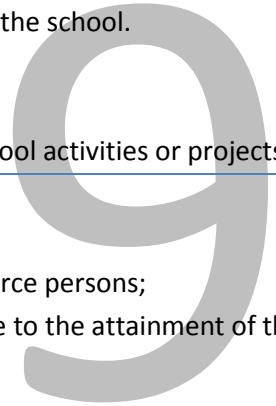 the school.
ool activities or projects
rce persons;
e to the attainment of th
9